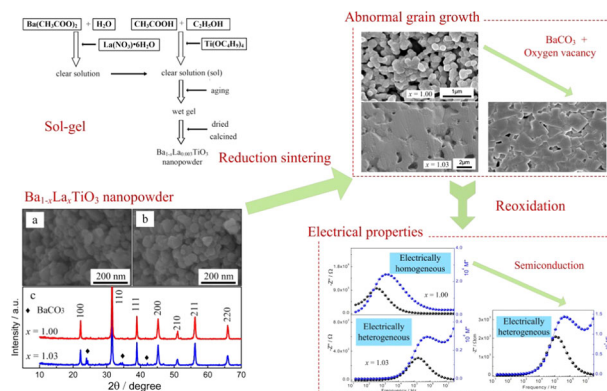 Ba(CH3COO)2 + H2O
CH3COOH + C2H5OH
La(NO3)•6H2O
Ti(OC4H9)4
clear solution
clear solution (sol)
aging
wet gel
dried
calcined
nanopowder
Sol-gel
Reduction sintering
Abnormal grain growth
x = 1.00
1μm
x = 1.03
2μm
BaCO3 +
Oxygen
vacancy
Reoxidation
Ba1-xLaxTiO3 nanopowder
a
b
200 nm
200 nm
c
♦ BaCO3
100
110
111
200
210
211
220
x = 1.00
x = 1.03
Intensity / a.u.
10 20 30 40 50 60 70
2θ / degree
Electrical properties
Electrically
homogeneous
x = 1.00
Electrically
heterogeneous
x = 1.03
Semiconduction
Electrically
heterogeneous